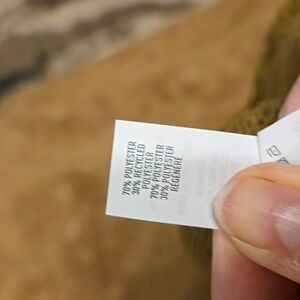 70% POLYESTER
30% RECYCLED
POLYESTER
70% POLYESTER
30% POLYESTER
RÉGÉNÉRÉ